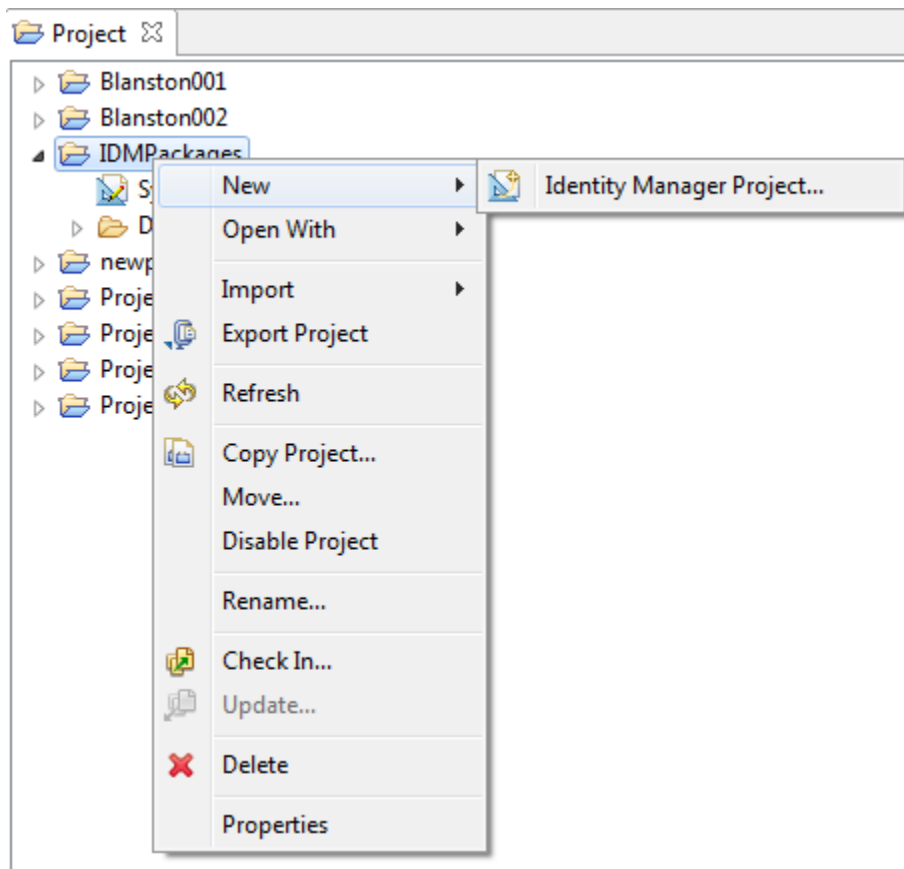 Project
Blanston001
Blanston002
IDMPackages
New
Identity Manager Project...
Open With
Import
Export Project
Refresh
Copy Project...
Move...
Disable Project
Rename...
Check In...
Update...
Delete
Properties